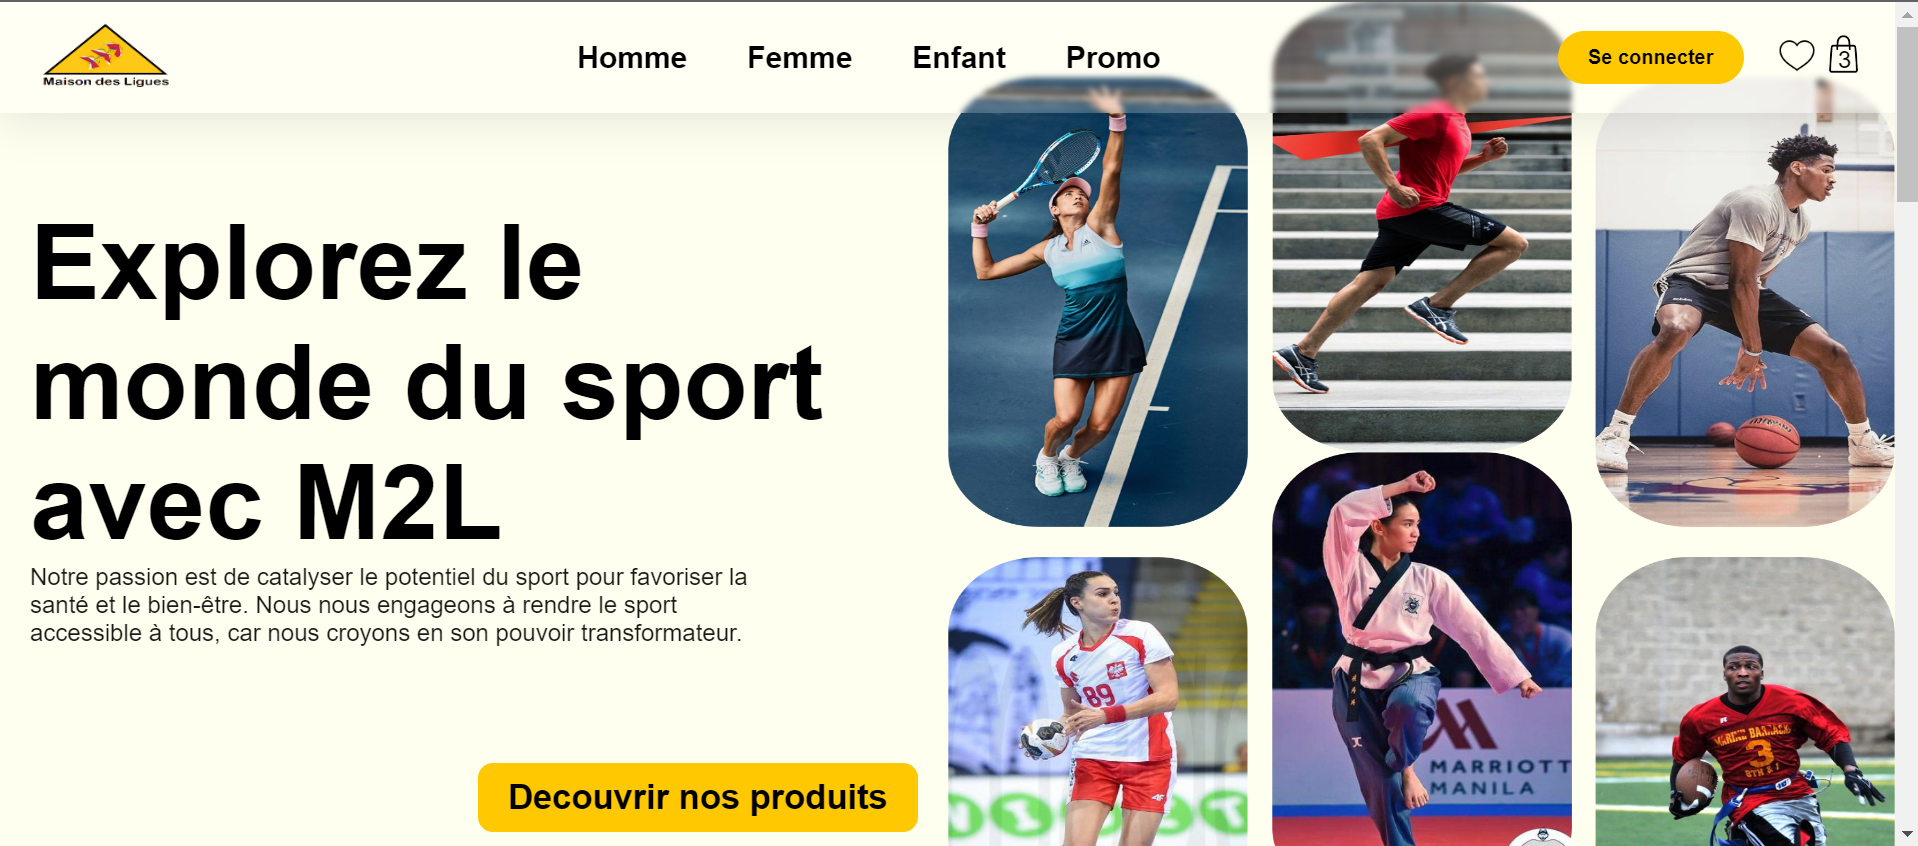 Maison des Ligues
Homme Femme Enfant Promo
Se connecter
3
Explorez le
monde du sport
avec M2L
Notre passion est de catalyser le potentiel du sport pour favoriser la
santé et le bien-être. Nous nous engageons à rendre le sport
accessible à tous, car nous croyons en son pouvoir transformateur.
Decouvrir nos produits
89
MARRIOTT
MANILA
3